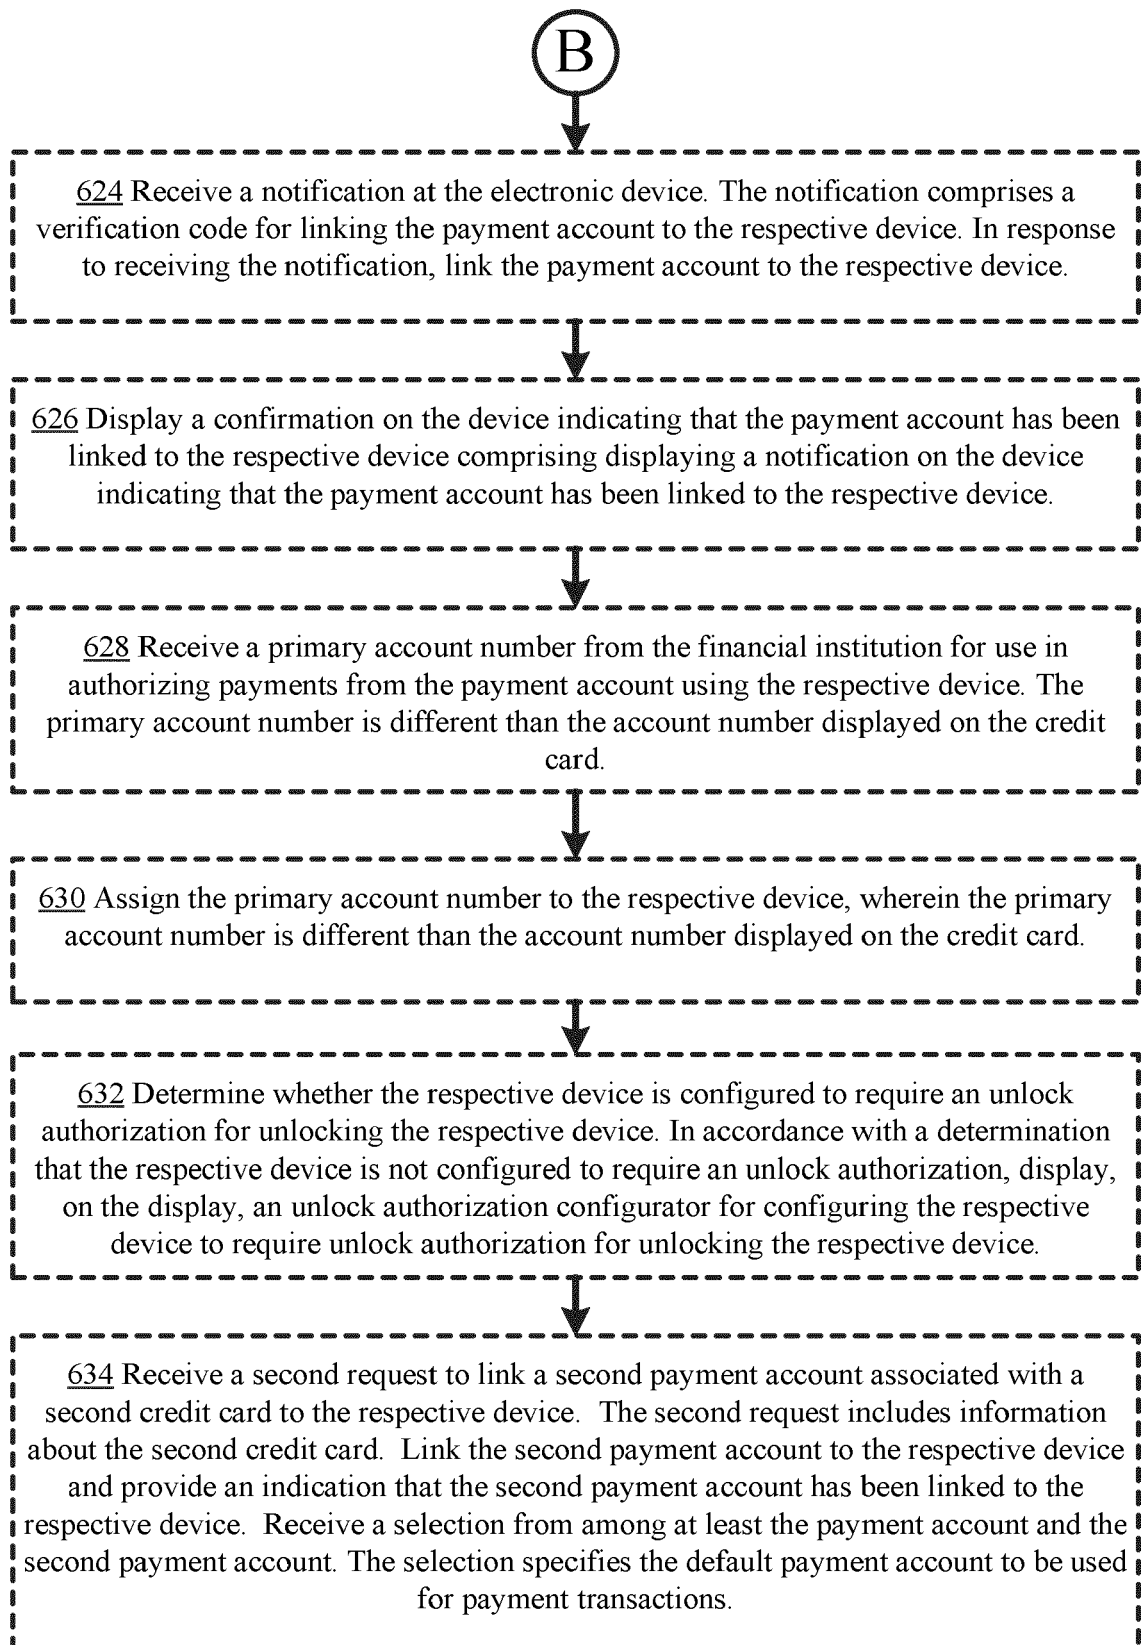 B
624 Receive a notification at the electronic device. The notification comprises a
verification code for linking the payment account to the respective device. In response
to receiving the notification, link the payment account to the respective device.
626 Display a confirmation on the device indicating that the payment account has been
linked to the respective device comprising displaying a notification on the device
indicating that the payment account has been linked to the respective device.
628 Receive a primary account number from the financial institution for use in
authorizing payments from the payment account using the respective device. The
primary account number is different than the account number displayed on the credit
card.
630 Assign the primary account number to the respective device, wherein the primary
account number is different than the account number displayed on the credit card.
632 Determine whether the respective device is configured to require an unlock
authorization for unlocking the respective device. In accordance with a determination
that the respective device is not configured to require an unlock authorization, display,
on the display, an unlock authorization configurator for configuring the respective
device to require unlock authorization for unlocking the respective device.
634 Receive a second request to link a second payment account associated with a
second credit card to the respective device. The second request includes information
about the second credit card. Link the second payment account to the respective device
and provide an indication that the second payment account has been linked to the
respective device. Receive a selection from among at least the payment account and the
second payment account. The selection specifies the default payment account to be used
for payment transactions.